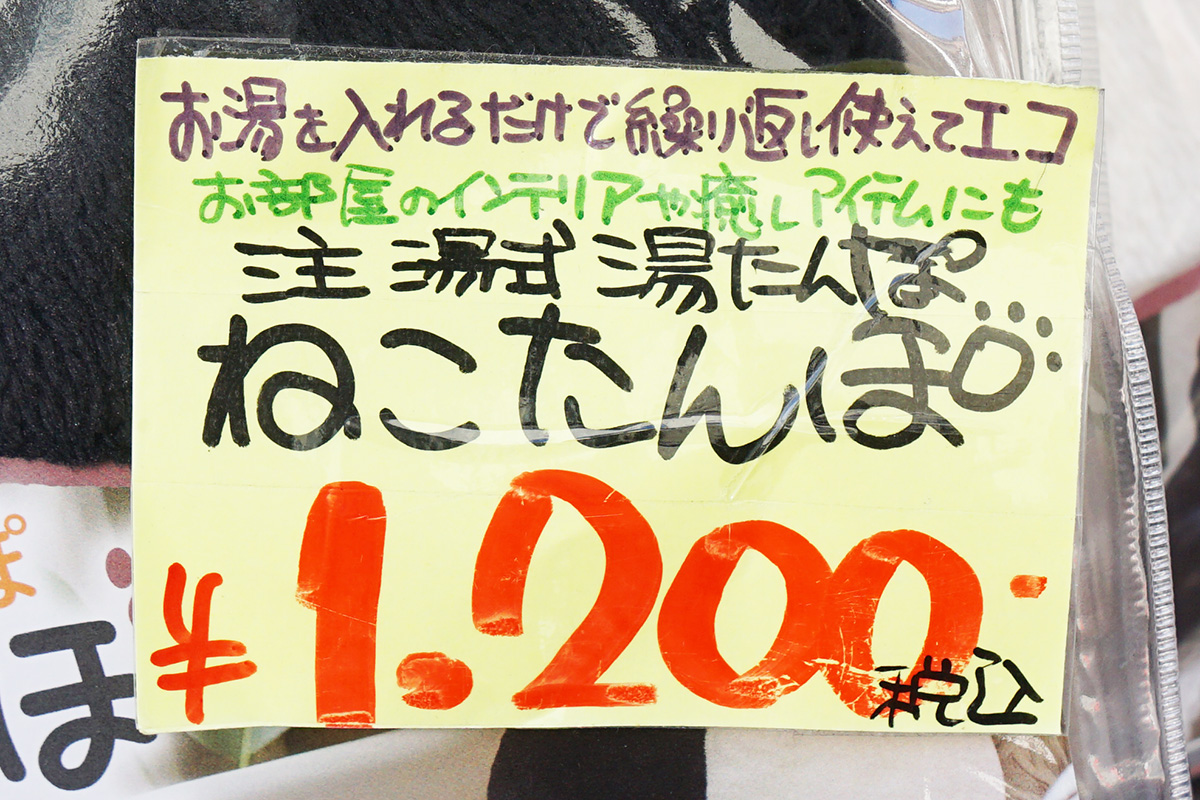 お湯を入れるだけで繰り返し使えてエコ
お部屋のインテリアや癒しアイテムにも
注湯式 湯たんぽ
ねこたんぽ
¥1.200-
税込
ぽ
ぽ